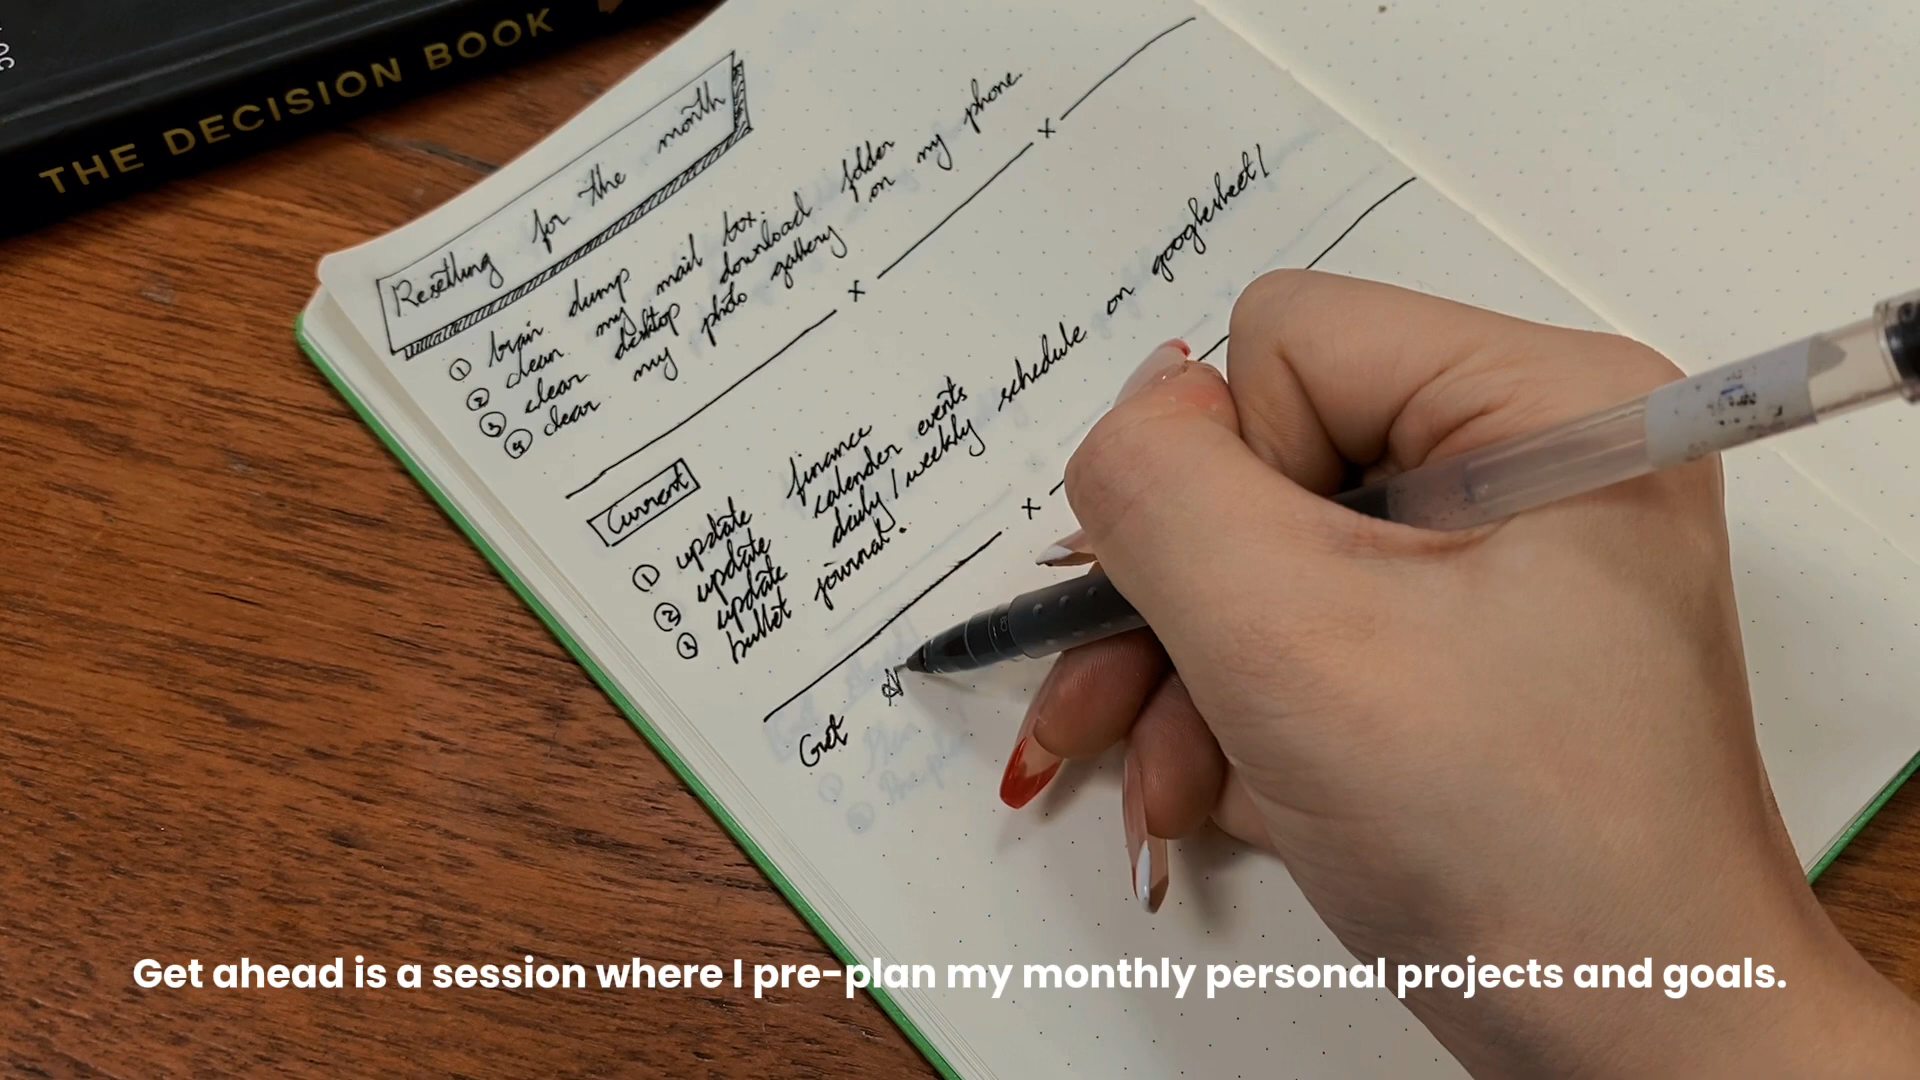 THE DECISION BOOK
Resetting for the month
① brain dump
② clean my mail box.
③ clear desktop download folder
④ clear my photo gallery on my phone.
x x
Current
① update finance
② update calender events
③ update daily / weekly schedule on googlesheet /
bullet journal.
x
Get
Get ahead is a session where I pre-plan my monthly personal projects and goals.